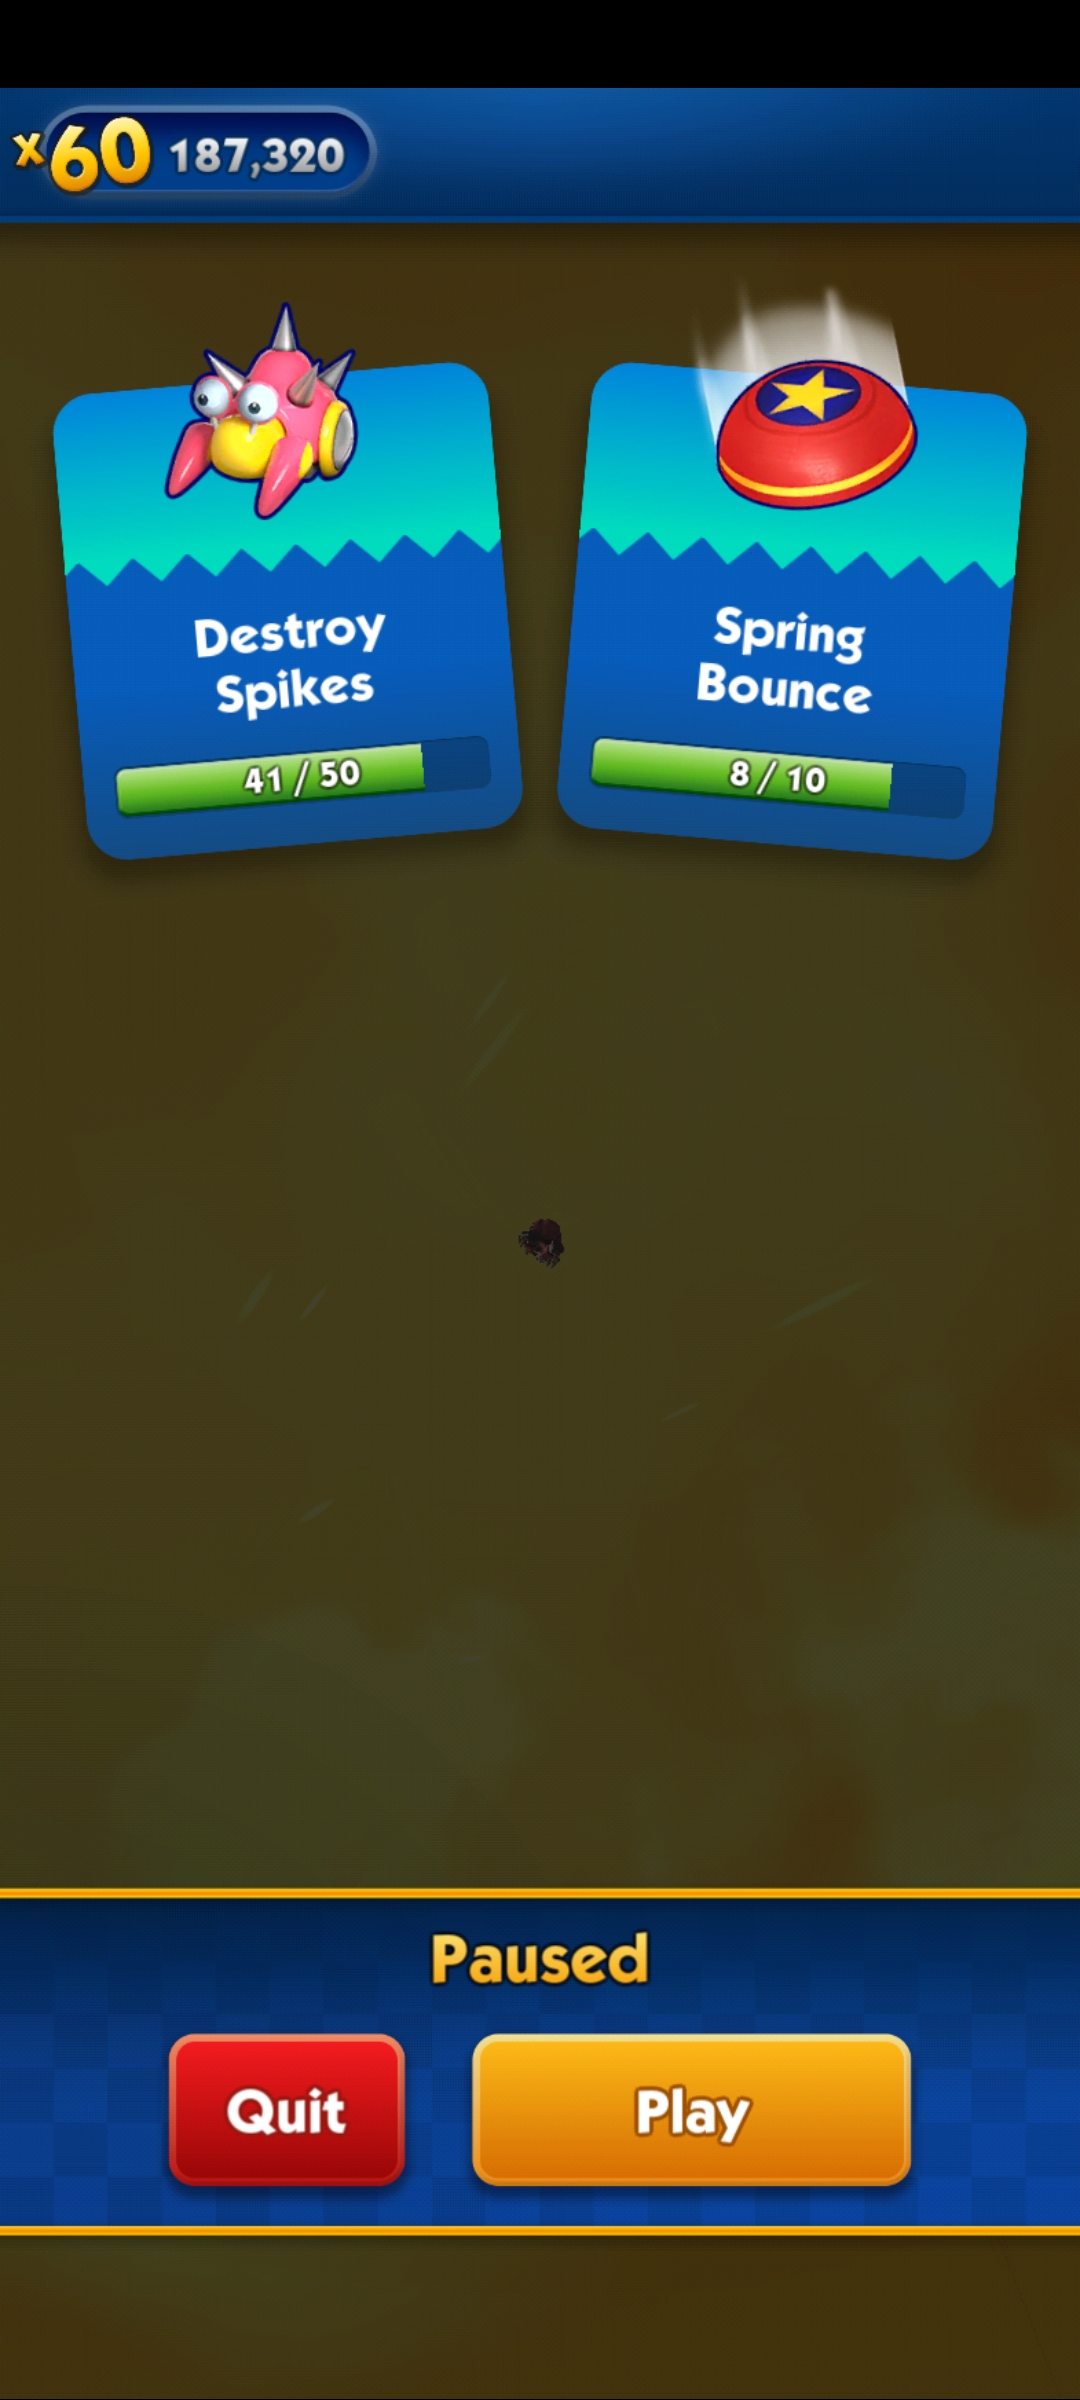 x60 187,320
Destroy
Spikes
41 / 50
Spring
Bounce
8 / 10
Paused
Quit
Play